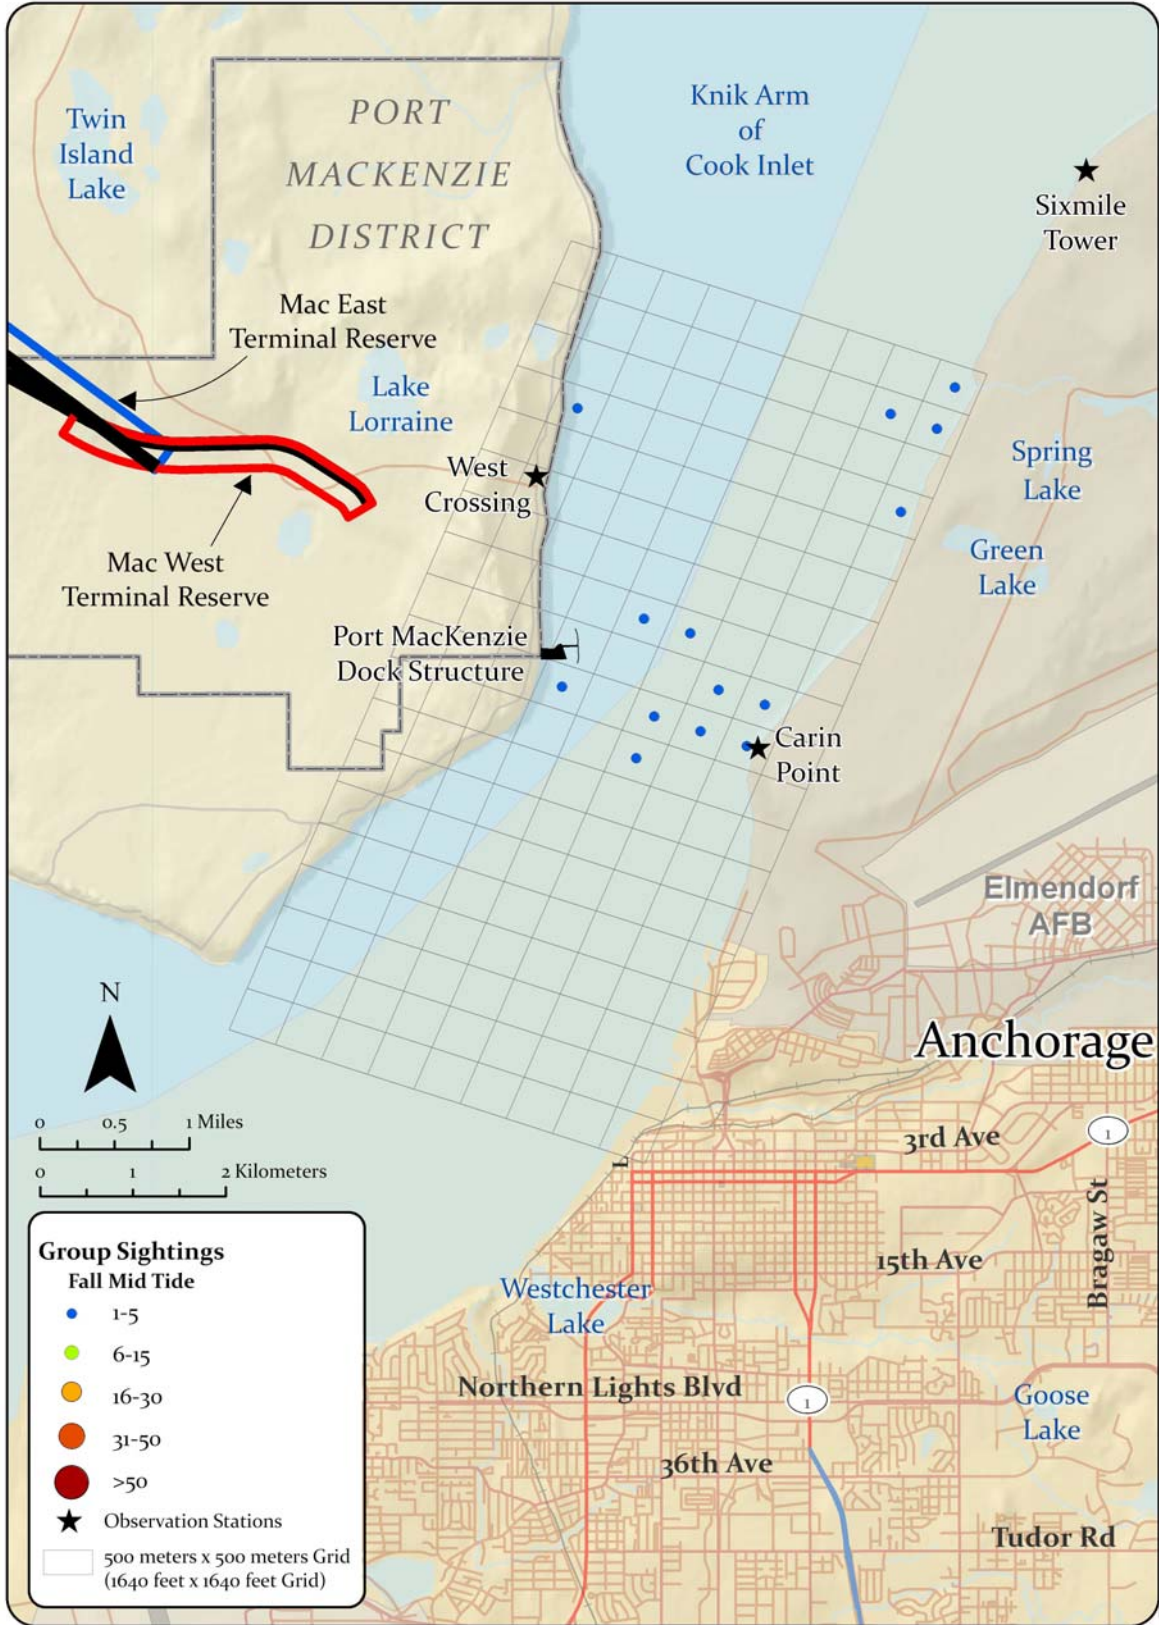 Twin
Island
Lake
PORT
MACKENZIE
DISTRICT
Knik Arm
of
Cook Inlet
Sixmile
Tower
Mac East
Terminal Reserve
Lake
Lorraine
West
Crossing
Spring
Lake
Green
Lake
Mac West
Terminal Reserve
Port MacKenzie
Dock Structure
Carin
Point
Elmendorf
AFB
N
Anchorage
0 0.5 1 Miles
0 1 2 Kilometers
3rd Ave
1
L
Bragaw St
15th Ave
Westchester
Lake
Northern Lights Blvd
1
Goose
Lake
36th Ave
Tudor Rd
Group Sightings
Fall Mid Tide
1-5
6-15
16-30
31-50
>50
Observation Stations
500 meters x 500 meters Grid
(1640 feet x 1640 feet Grid)